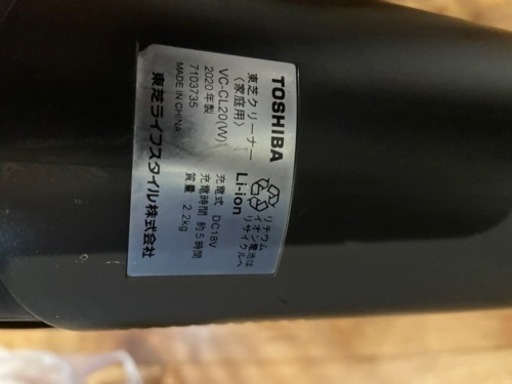 TOSHIBA
東芝クリーナー
〈家庭用〉
VC-CL20(W)
2020年製
7103735
MADE IN CHINA
東芝ライフスタイル株式会社
Li-ion
リチウム
イオン電池は
リサイクルへ
充電式 DC18V
充電時間 約5時間
質量 2.2kg